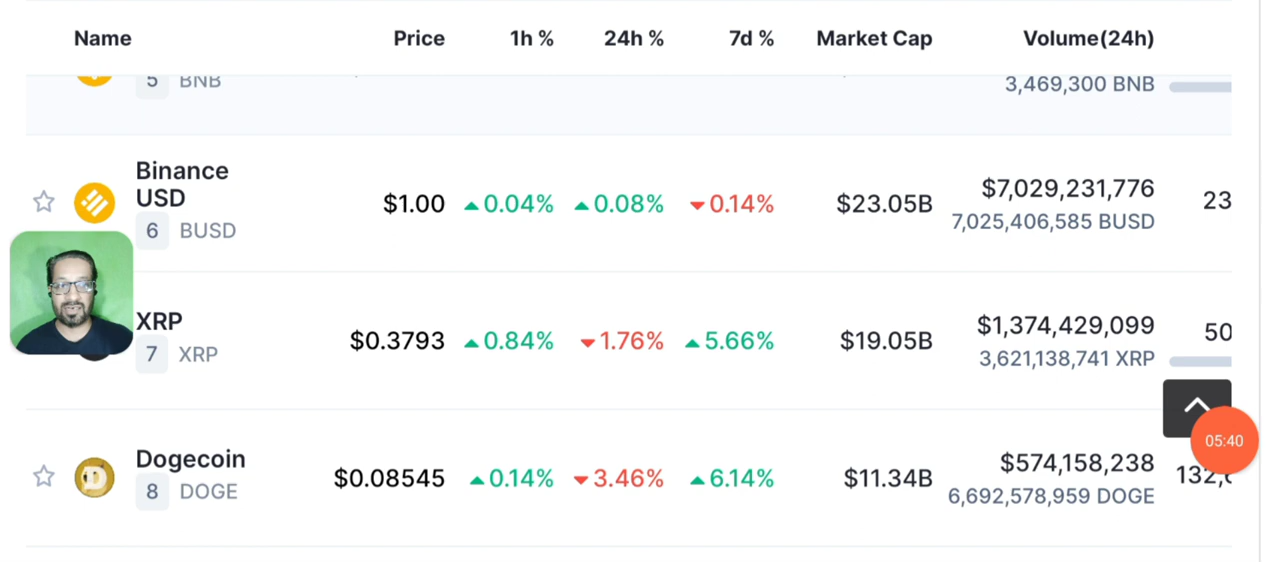 Name Price 1h % 24h % 7d % Market Cap Volume(24h)
5 BNB
3,469,300 BNB
Binance
USD
6 BUSD
$1.00 0.04% 0.08% 0.14% $23.05B $7,029,231,776
7,025,406,585 BUSD
23
XRP
7 XRP
$0.3793 0.84% 1.76% 5.66% $19.05B $1,374,429,099
3,621,138,741 XRP
50
05:40
Dogecoin
8 DOGE
$0.08545 0.14% 3.46% 6.14% $11.34B $574,158,238
6,692,578,959 DOGE